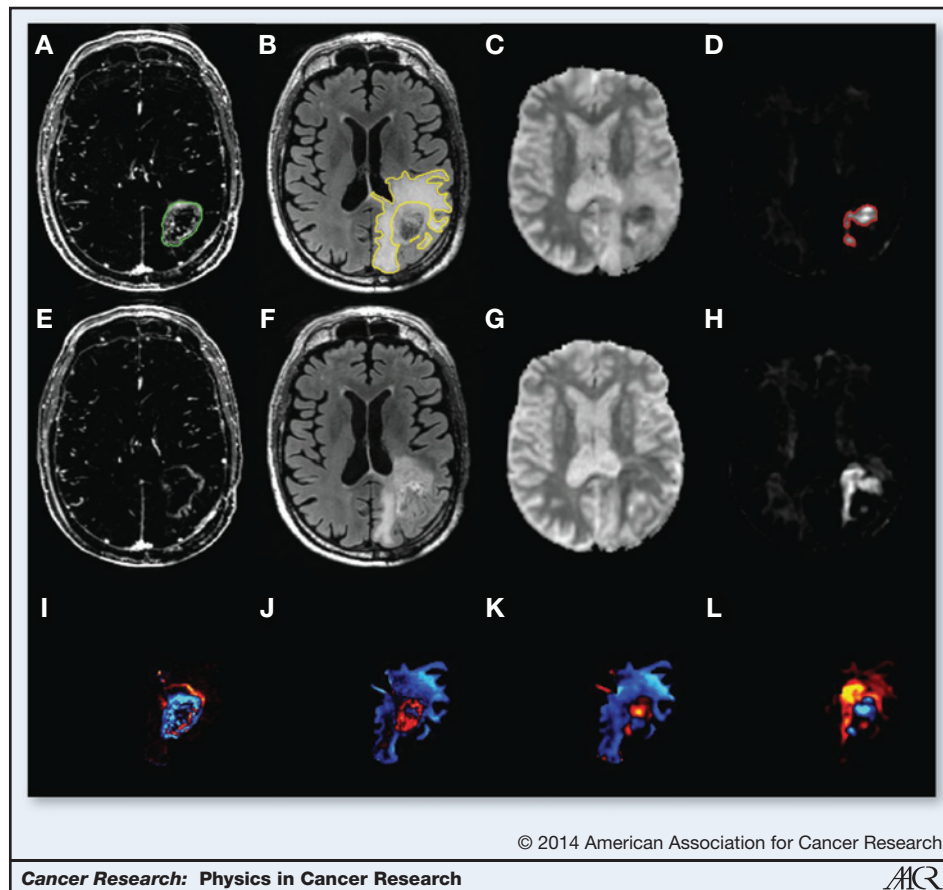 A B C D
E F G H
I J K L
© 2014 American Association for Cancer Research
Cancer Research: Physics in Cancer Research AACR